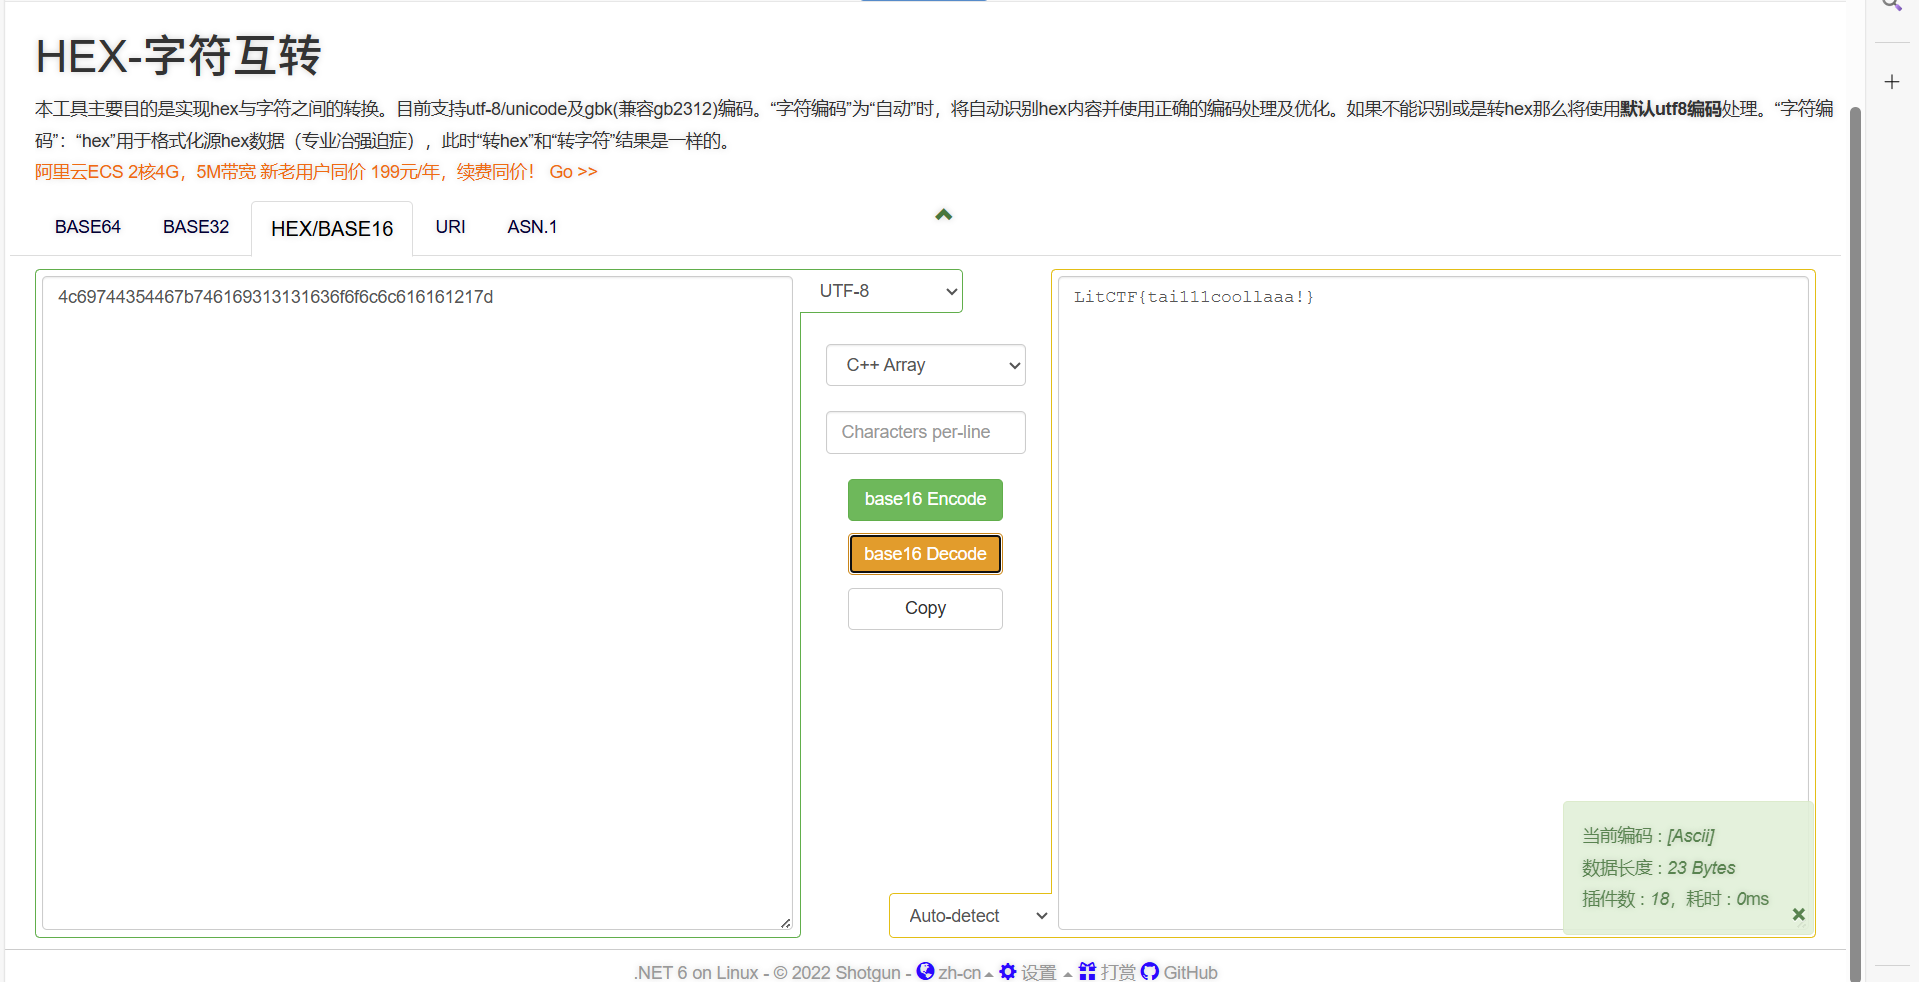 HEX-字符互转
本工具主要目的是实现hex与字符之间的转换。目前支持utf-8/unicode及gbk(兼容gb2312)编码。“字符编码”为“自动”时，将自动识别hex内容并使用正确的编码处理及优化。如果不能识别或是转hex那么将使用默认utf8编码处理。“字符编
码”：“hex”用于格式化源hex数据（专业冶强迫症），此时“转hex”和“转字符”结果是一样的。
阿里云ECS 2核4G，5M带宽 新老用户同价 199元/年，续费同价！ Go >>
BASE64 BASE32 HEX/BASE16 URI ASN.1
4c69744354467b746169313131636f6f6c6c616161217d
UTF-8
LitCTF{tai111coollaaa!}
C++ Array
Characters per-line
base16 Encode
base16 Decode
Copy
当前编码 : [Ascii]
数据长度 : 23 Bytes
插件数 : 18，耗时 : 0ms
Auto-detect
.NET 6 on Linux - © 2022 Shotgun - zh-cn 设置 打赏 GitHub